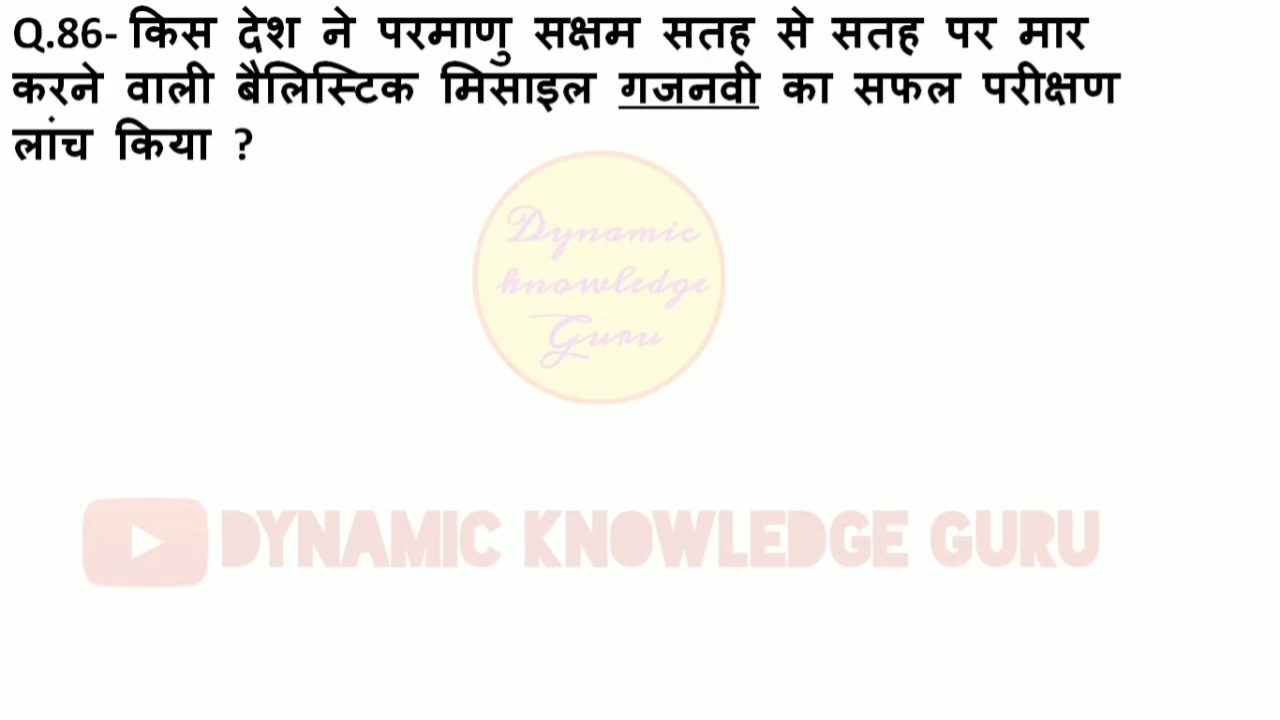 Q.86- किस देश ने परमाणु सक्षम सतह से सतह पर मार
करने वाली बैलिस्टिक मिसाइल गजनवी का सफल परीक्षण
लांच किया ?
Dynamic
knowledge
Guru
DYNAMIC KNOWLEDGE GURU